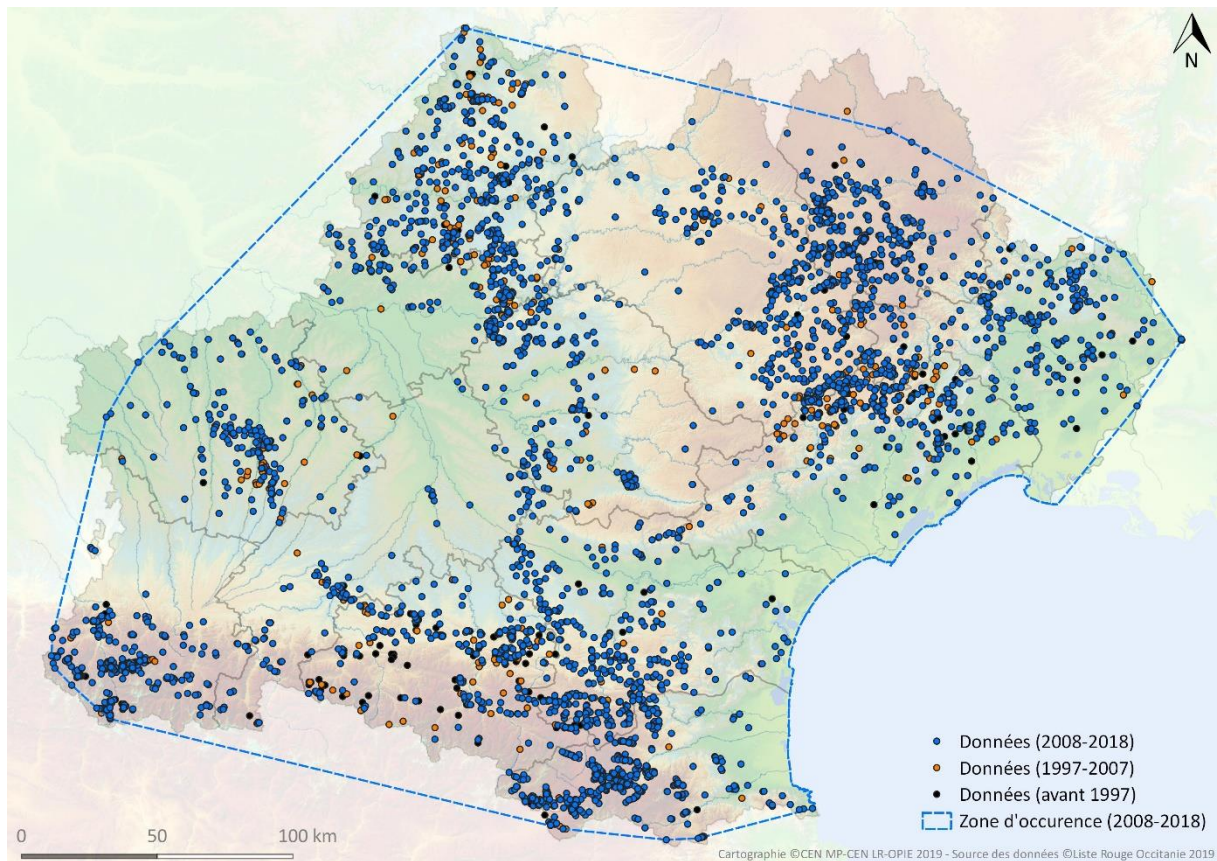 N
Données (2008-2018)
Données (1997-2007)
Données (avant 1997)
Zone d'occurence (2008-2018)
0 50 100 km
Cartographie ©CEN MP-CEN LR-OPIE 2019 - Source des données ©Liste Rouge Occitanie 2019